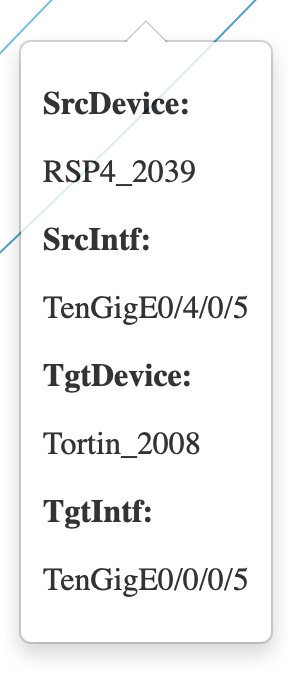 SrcDevice:
RSP4_2039
SrcIntf:
TenGigE0/4/0/5
TgtDevice:
Tortin_2008
TgtIntf:
TenGigE0/0/0/5